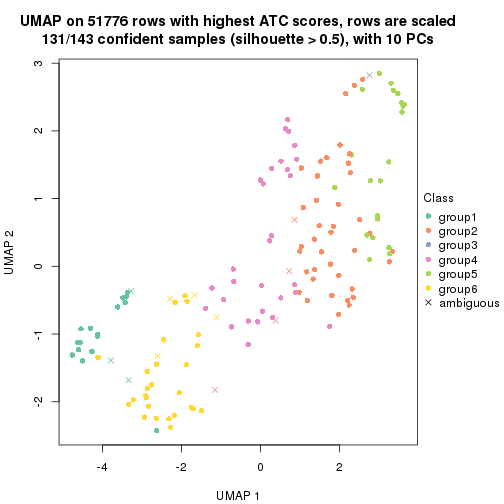 UMAP on 51776 rows with highest ATC scores, rows are scaled
131/143 confident samples (silhouette > 0.5), with 10 PCs
3
2
1
0
-1
-2
UMAP 2
-4
-2
0
2
UMAP 1
Class
group1
group2
group3
group4
group5
group6
ambiguous